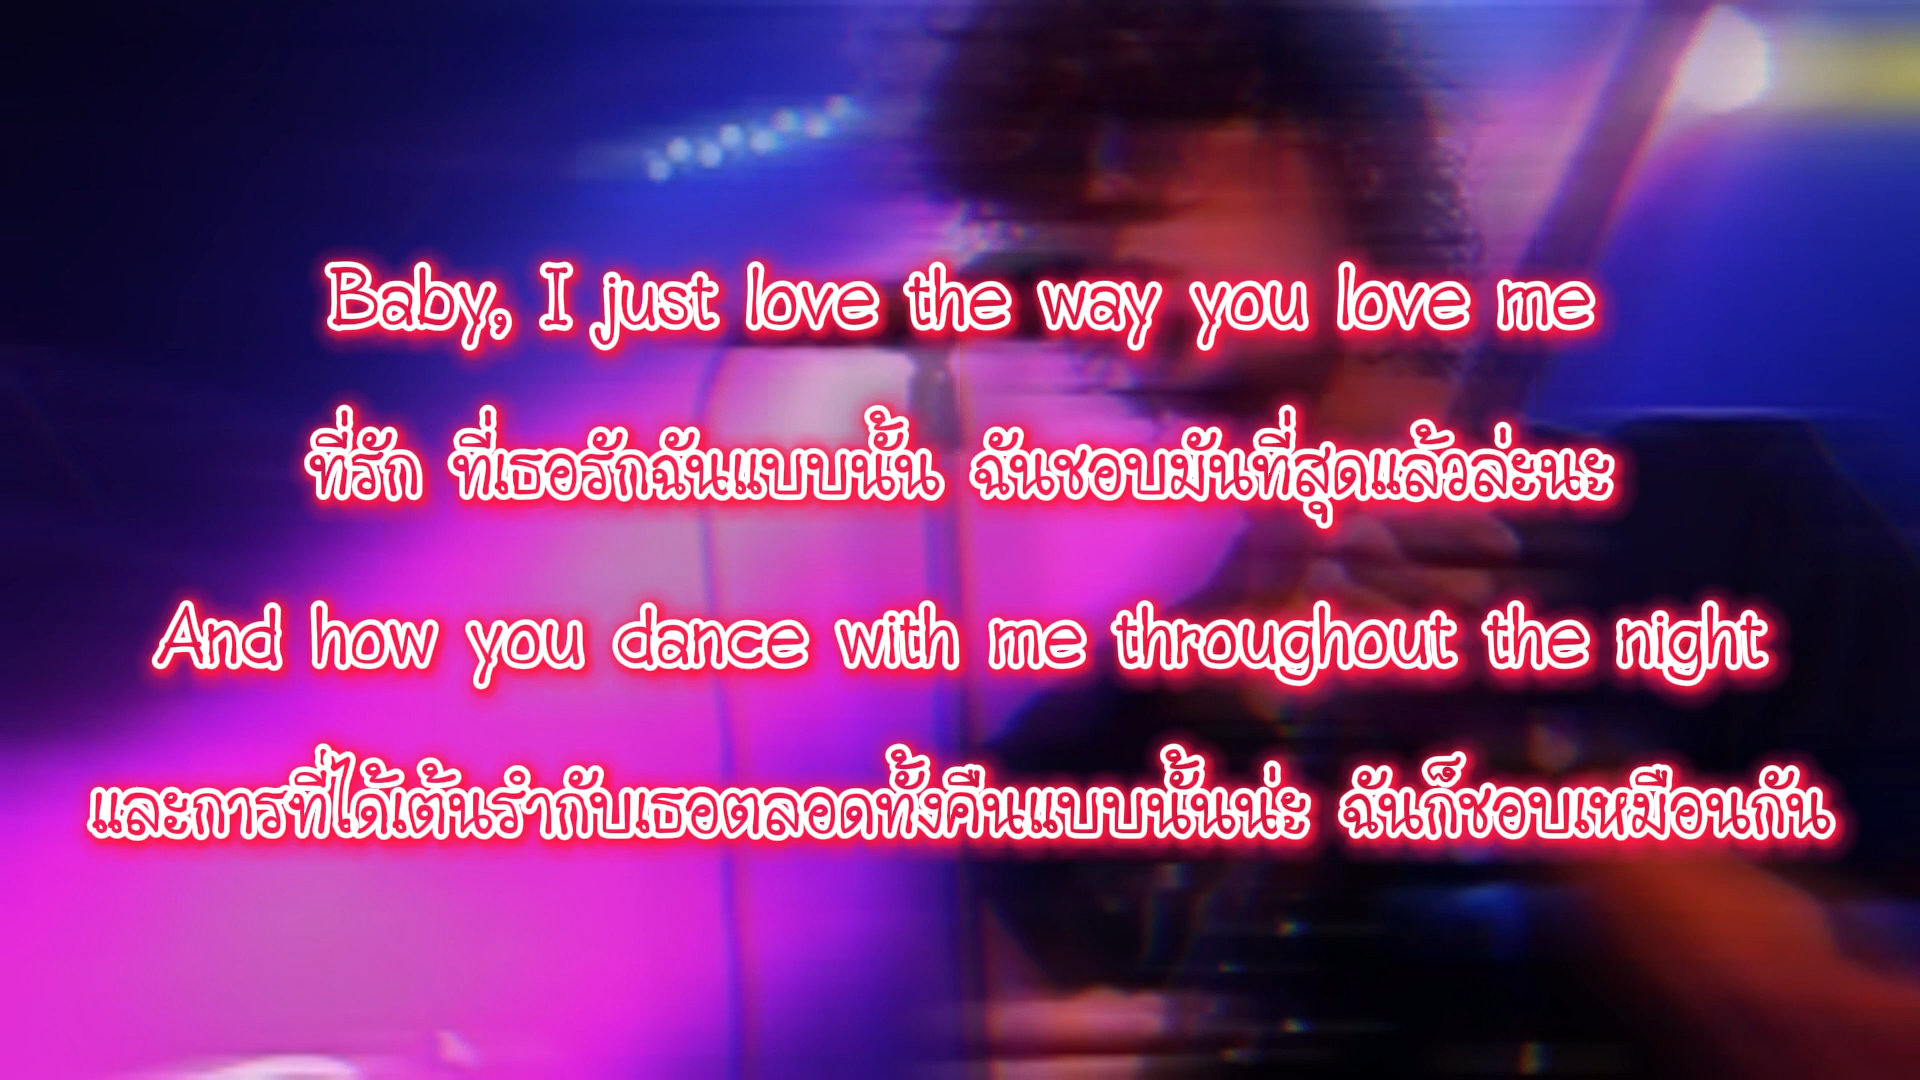 Baby, I just love the way you love me
ที่รัก ที่เธอรักฉันแบบนั้น ฉันชอบมันที่สุดแล้วล่ะนะ
And how you dance with me throughout the night
และการที่ได้เต้นรำกับเธอตลอดทั้งคืนแบบนั้นน่ะ ฉันก็ชอบเหมือนกัน